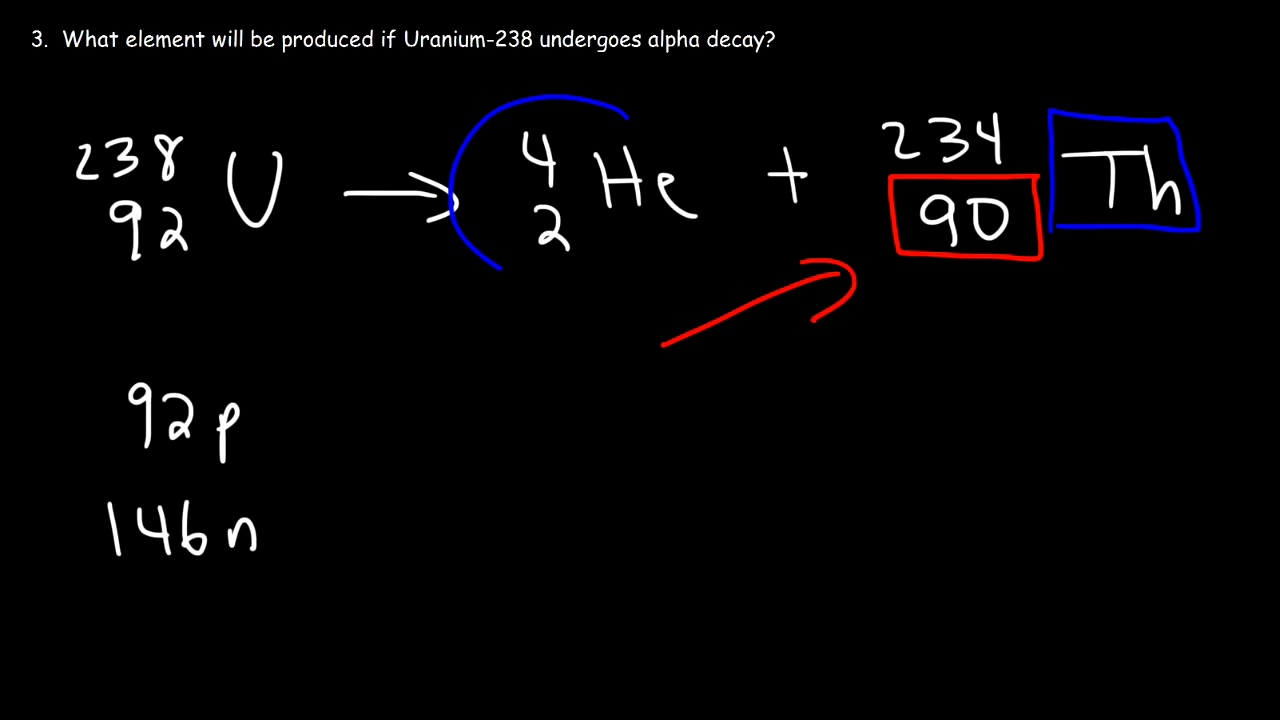 3. What element will be produced if Uranium-238 undergoes alpha decay?
238 4 234
92 U → 2 He + 90 Th
92 p
146 n